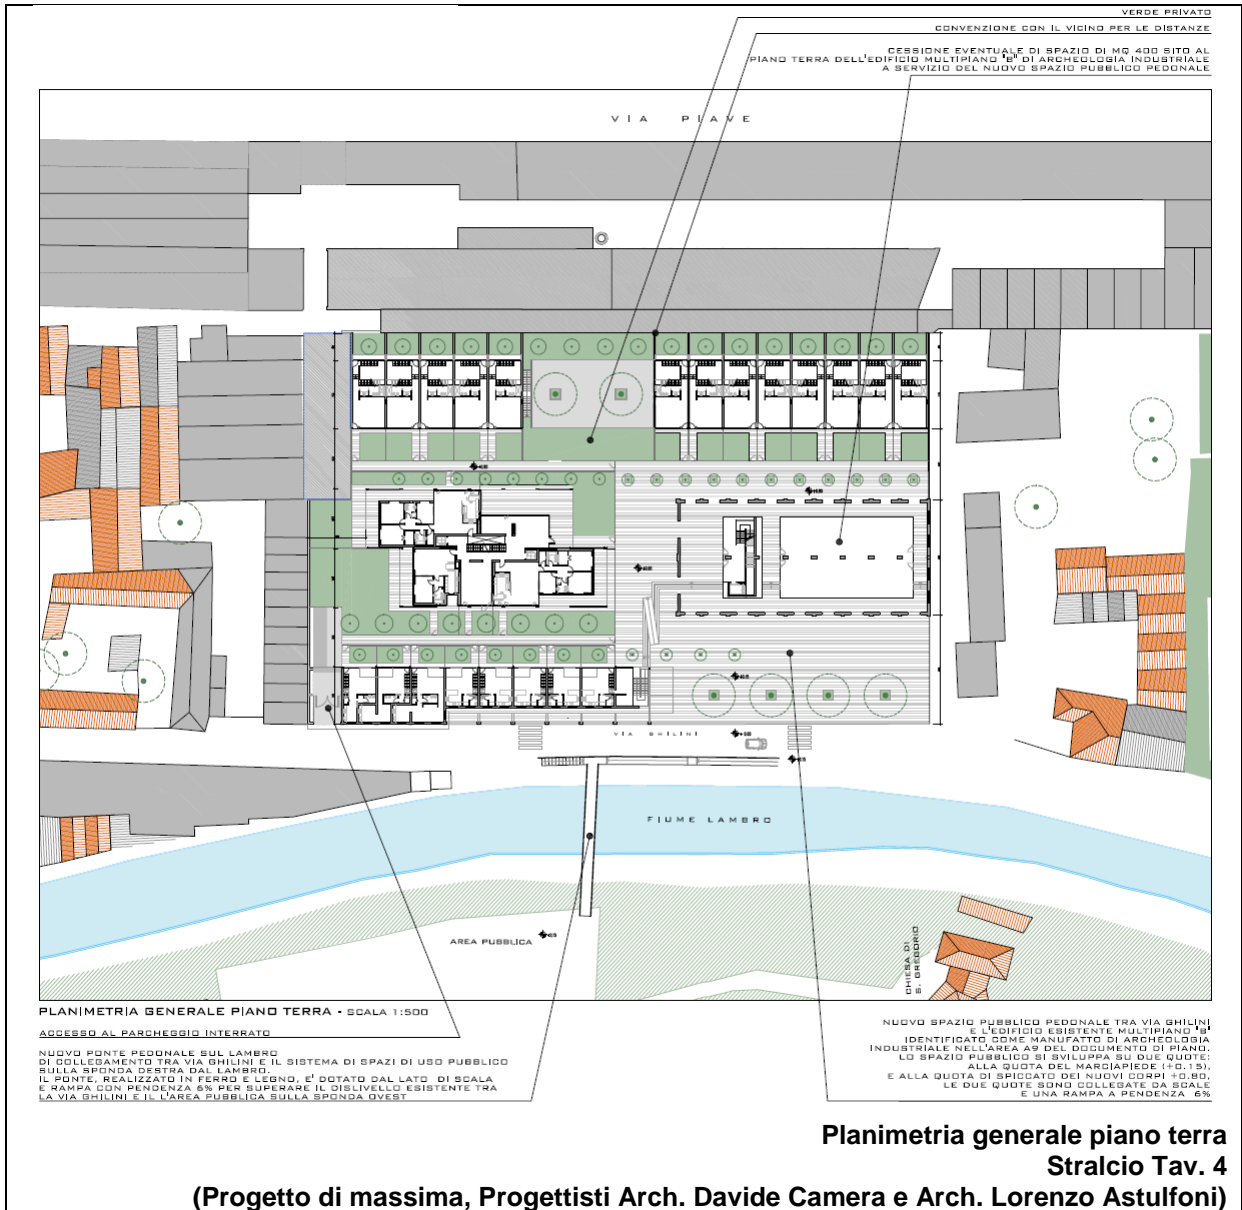 VERDE PRIVATO
CONVENZIONE CON IL VICINO PER LE DISTANZE
CESSIONE EVENTUALE DI SPAZIO DI MQ 400 SITO AL
PIANO TERRA DELL'EDIFICIO MULTIPIANO "B" DI ARCHEOLOGIA INDUSTRIALE
A SERVIZIO DEL NUOVO SPAZIO PUBBLICO PEDONALE
VIA PIAVE
VIA GHILINI
FIUME LAMBRO
AREA PUBBLICA
CHIESA DI
S. GREGORIO
PLANIMETRIA GENERALE PIANO TERRA - SCALA 1:500
ACCESSO AL PARCHEGGIO INTERRATO
NUOVO PONTE PEDONALE SUL LAMBRO
DI COLLEGAMENTO TRA VIA GHILINI E IL SISTEMA DI SPAZI DI USO PUBBLICO
SULLA SPONDA DESTRA DAL LAMBRO.
IL PONTE, REALIZZATO IN FERRO E LEGNO, E' DOTATO DAL LATO DI SCALA
E RAMPA CON PENDENZA 6% PER SUPERARE IL DISLIVELLO ESISTENTE TRA
LA VIA GHILINI E IL L'AREA PUBBLICA SULLA SPONDA OVEST
NUOVO SPAZIO PUBBLICO PEDONALE TRA VIA GHILINI
E L'EDIFICIO ESISTENTE MULTIPIANO "B"
IDENTIFICATO COME MANUFATTO DI ARCHEOLOGIA
INDUSTRIALE NELL'AREA A9 DEL DOCUMENTO DI PIANO.
LO SPAZIO PUBBLICO SI SVILUPPA SU DUE QUOTE:
ALLA QUOTA DEL MARCIAPIEDE (+0.15),
E ALLA QUOTA DI SPICCATO DEI NUOVI CORPI +0.80,
LE DUE QUOTE SONO COLLEGATE DA SCALE
E UNA RAMPA A PENDENZA 6%
Planimetria generale piano terra
Stralcio Tav. 4
(Progetto di massima, Progettisti Arch. Davide Camera e Arch. Lorenzo Astulfoni)